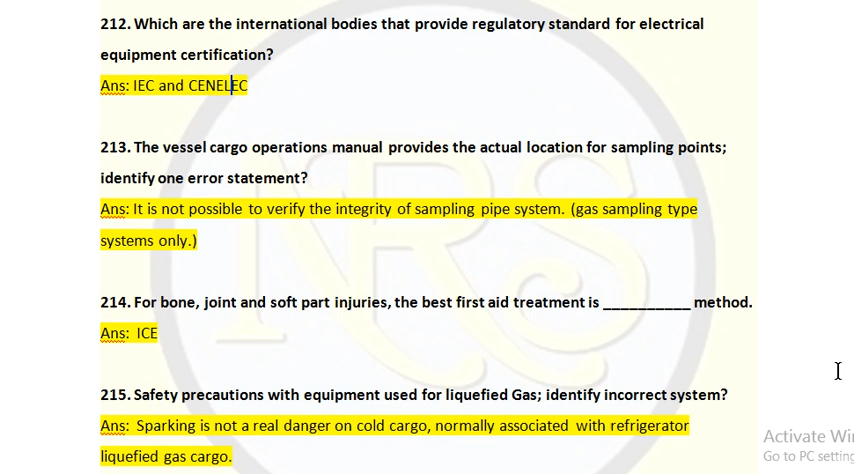 212. Which are the international bodies that provide regulatory standard for electrical
equipment certification?
Ans: IEC and CENELEC
213. The vessel cargo operations manual provides the actual location for sampling points;
identify one error statement?
Ans: It is not possible to verify the integrity of sampling pipe system. (gas sampling type
systems only.)
214. For bone, joint and soft part injuries, the best first aid treatment is __________ method.
Ans: ICE
215. Safety precautions with equipment used for liquefied Gas; identify incorrect system?
Ans: Sparking is not a real danger on cold cargo, normally associated with refrigerator
liquefied gas cargo.
NRS
Activate Wi
Go to PC setting